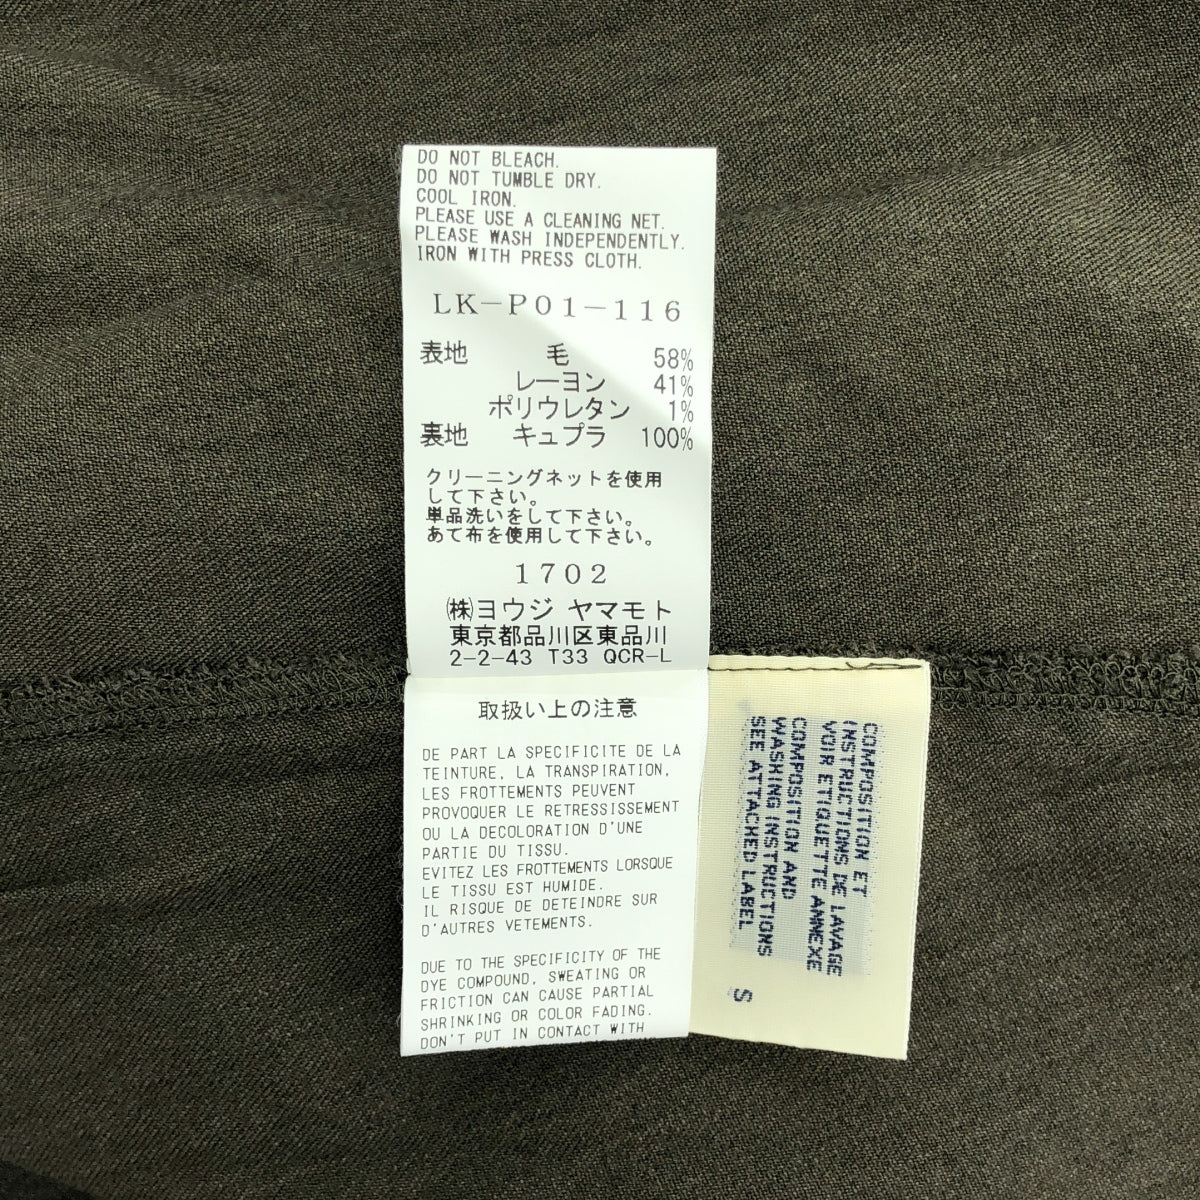 DO NOT BLEACH.
DO NOT TUMBLE DRY.
COOL IRON.
PLEASE USE A CLEANING NET.
PLEASE WASH INDEPENDENTLY.
IRON WITH PRESS CLOTH.
LK-P01-116
表地 毛 58%
レーヨン 41%
ポリウレタン 1%
裏地 キュプラ 100%
クリーニングネットを使用
して下さい。
単品洗いをして下さい。
あて布を使用して下さい。
1702
㈱ヨウジ ヤマモト
東京都品川区東品川
2-2-43 T33 QCR-L
取扱い上の注意
DE PART LA SPECIFICITE DE LA
TEINTURE, LA TRANSPIRATION,
LES FROTTEMENTS PEUVENT
PROVOQUER LE RETRESSISSEMENT
OU LA DECOLORATION D'UNE
PARTIE DU TISSU.
EVITEZ LES FROTTEMENTS LORSQUE
LE TISSU EST HUMIDE.
IL RISQUE DE DETEINDRE SUR
D'AUTRES VETEMENTS.
DUE TO THE SPECIFICITY OF THE
DYE COMPOUND, SWEATING OR
FRICTION CAN CAUSE PARTIAL
SHRINKING OR COLOR FADING.
DON'T PUT IN CONTACT WITH
COMPOSITION ET
INSTRUCTIONS DE LAVAGE
VOIR ETIQUETTE ANNEXE
COMPOSITION AND
WASHING INSTRUCTIONS
SEE ATTACHED LABEL
S